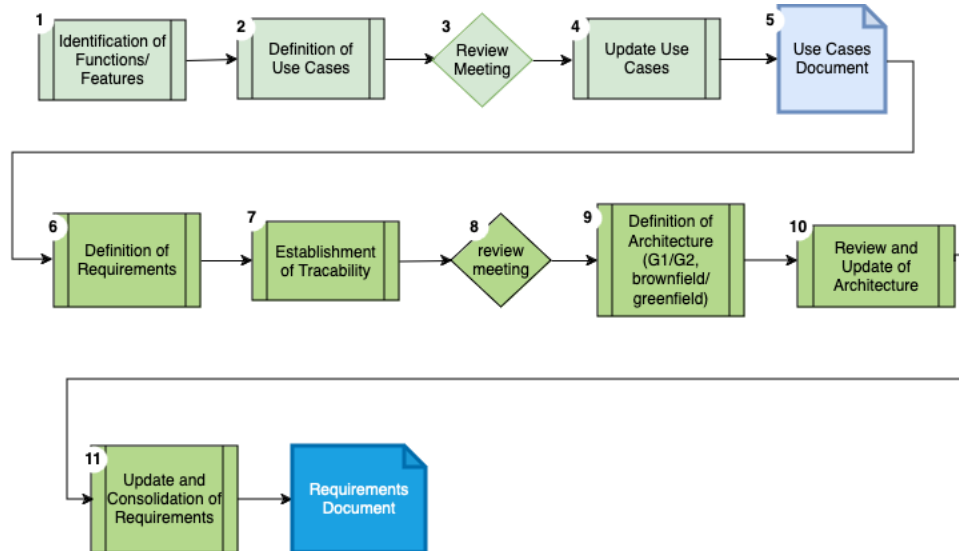 1
Identification of
Functions/
Features
2
Definition of
Use Cases
3
Review
Meeting
4
Update Use
Cases
5
Use Cases
Document
6
Definition of
Requirements
7
Establishment
of Tracability
8
review
meeting
9
Definition of
Architecture
(G1/G2,
brownfield/
greenfield)
10
Review and
Update of
Architecture
11
Update and
Consolidation of
Requirements
Requirements
Document